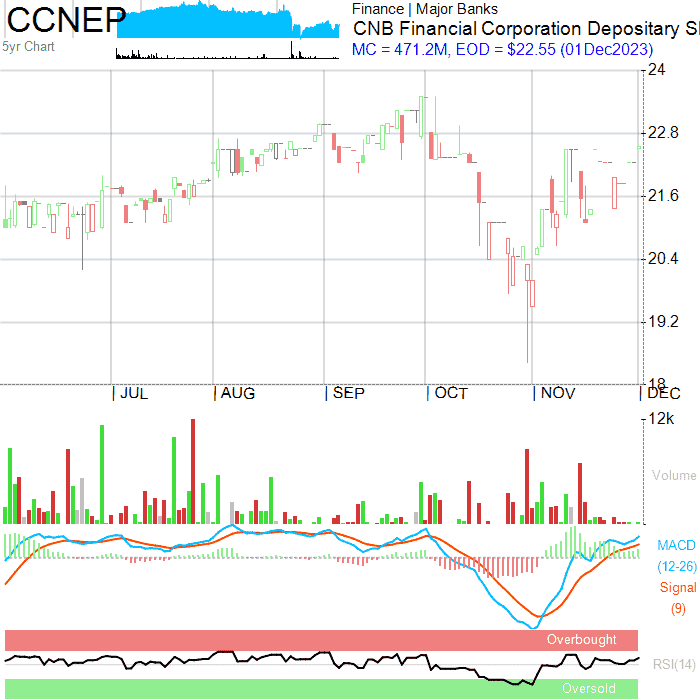 CCNEP
5yr Chart
Finance | Major Banks
CNB Financial Corporation Depositary S
MC = 471.2M, EOD = $22.55 (01Dec2023)
24
22.8
21.6
20.4
19.2
18
JUL
AUG
SEP
OCT
NOV
DEC
12k
Volume
MACD
(12-26)
Signal
(9)
Overbought
RSI(14)
Oversold